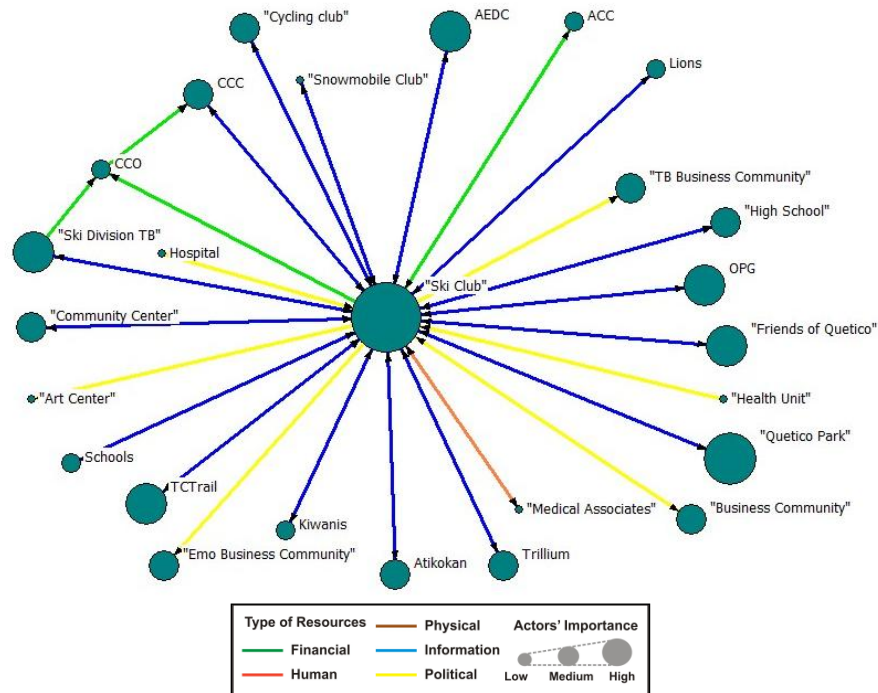 "Cycling club"
AEDC
ACC
Lions
CCC
"Snowmobile Club"
CCO
"TB Business Community"
"High School"
"Ski Division TB"
Hospital
"Ski Club"
OPG
"Community Center"
"Friends of Quetico"
"Art Center"
"Health Unit"
Schools
"Quetico Park"
TCTrail
"Medical Associates"
"Business Community"
Kiwanis
"Emo Business Community"
Atikokan
Trillium
Type of Resources
Physical
Actors' Importance
Financial
Information
Human
Political
Low
Medium
High